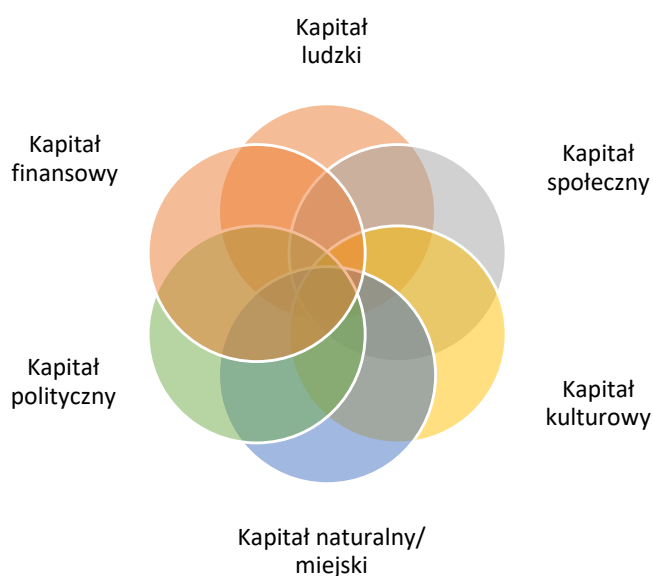 Kapitał
ludzki
Kapitał
finansowy
Kapitał
społeczny
Kapitał
polityczny
Kapitał
kulturowy
Kapitał naturalny/
miejski